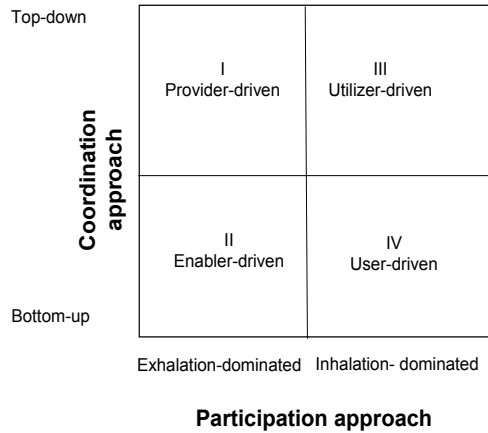 Top-down
I
Provider-driven
III
Utilizer-driven
Coordination
approach
II
Enabler-driven
IV
User-driven
Bottom-up
Exhalation-dominated
Inhalation- dominated
Participation approach